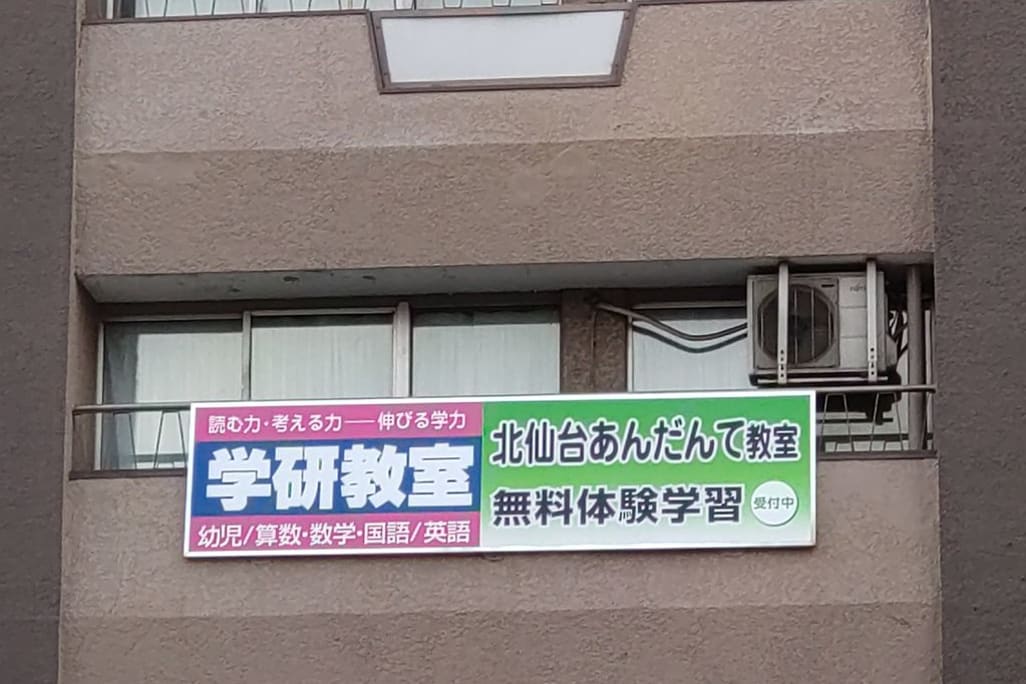 読む力・考える力──伸びる学力
学研教室
幼児/算数・数学・国語/英語
北仙台あんだんて教室
無料体験学習
受付中